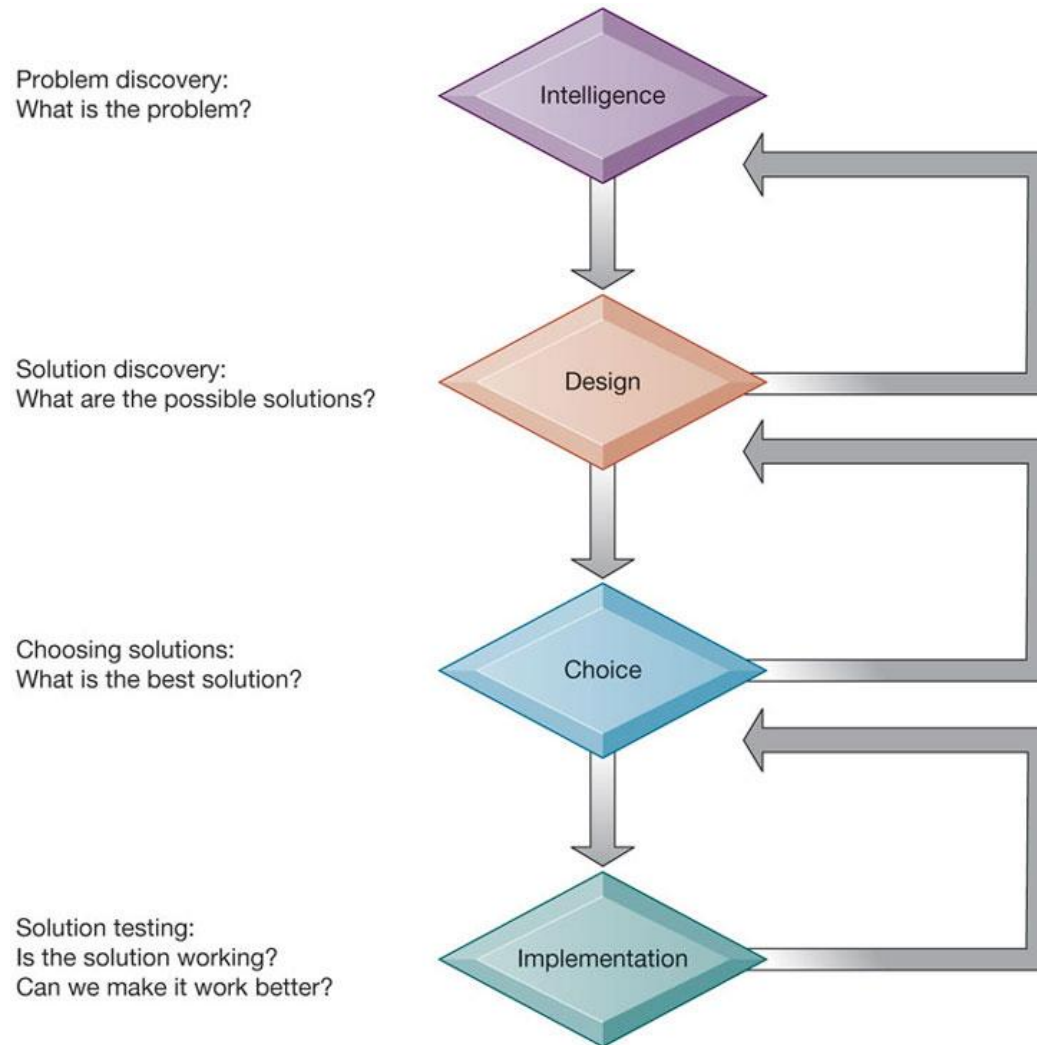 Problem discovery:
What is the problem?
Intelligence
Solution discovery:
What are the possible solutions?
Design
Choosing solutions:
What is the best solution?
Choice
Solution testing:
Is the solution working?
Can we make it work better?
Implementation